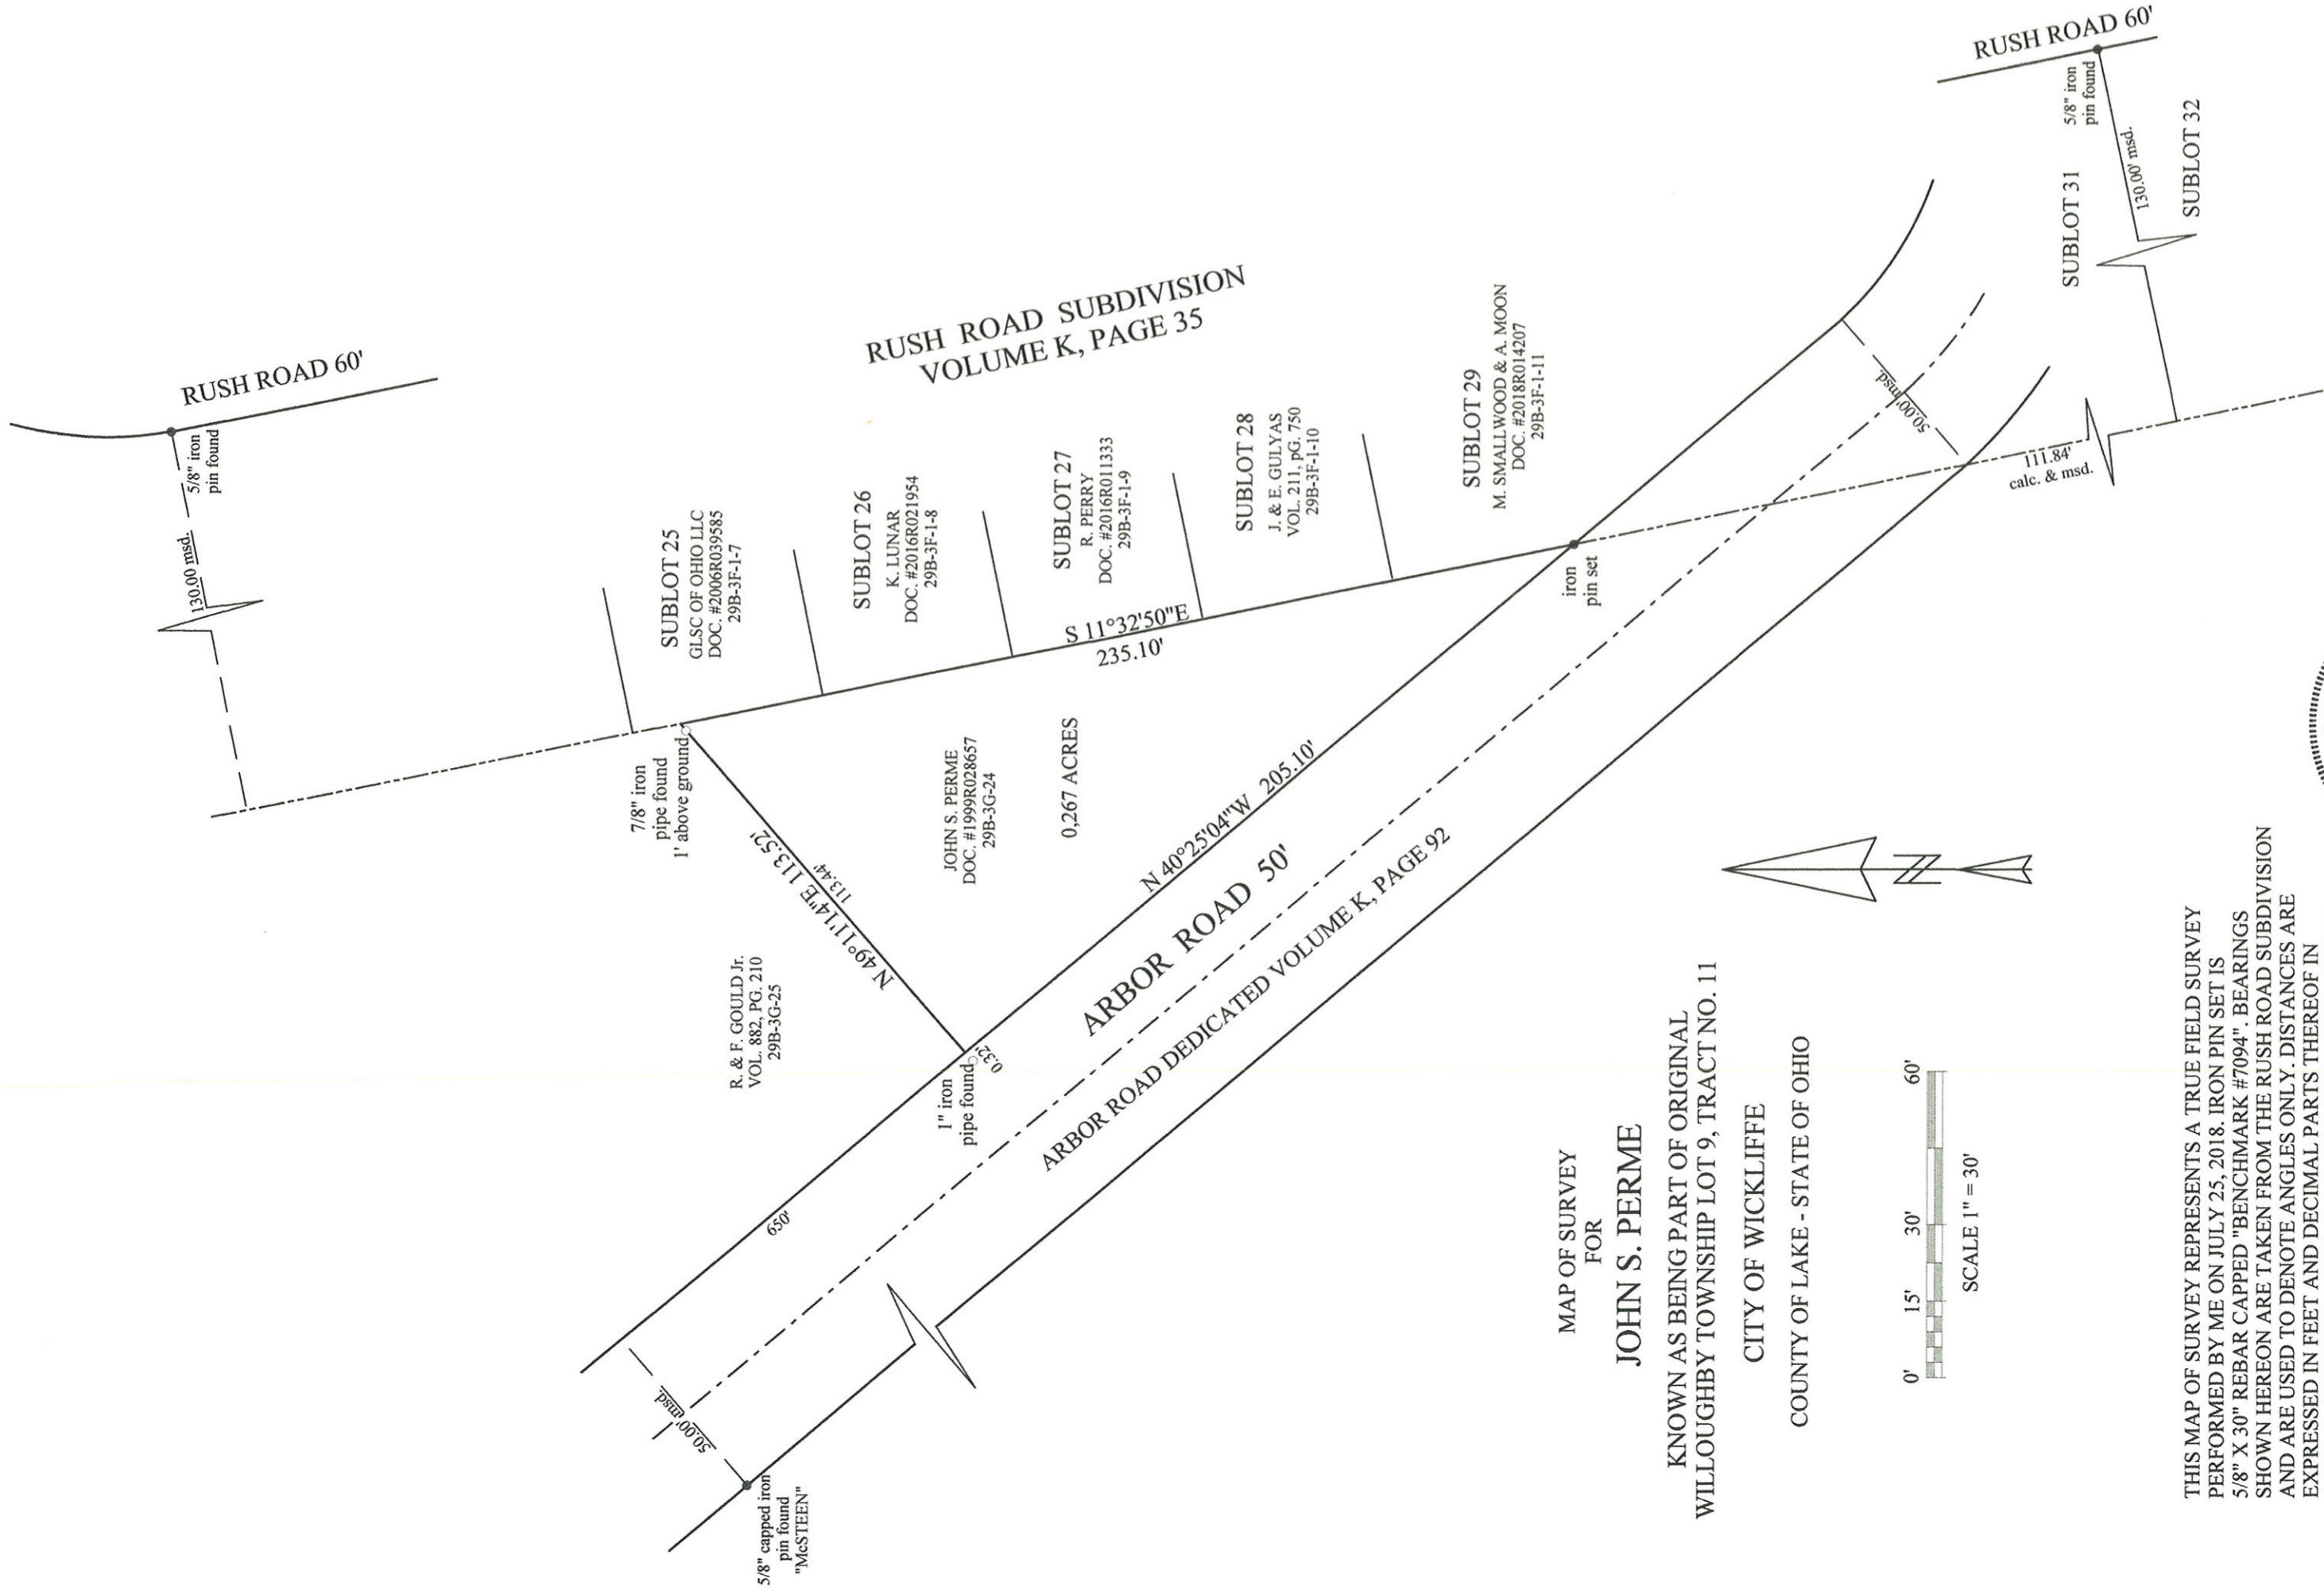 RUSH ROAD 60'
5/8" iron
pin found
130.00 msd.
RUSH ROAD 60'
5/8" iron
pin found
130.00' msd.
SUBLOT 31
SUBLOT 32
RUSH ROAD SUBDIVISION
VOLUME K, PAGE 35
SUBLOT 25
GLSC OF OHIO LLC
DOC. #2006R039585
29B-3F-1-7
SUBLOT 26
K. LUNAR
DOC. #2016R021954
29B-3F-1-8
SUBLOT 27
R. PERRY
DOC. #2016R011333
29B-3F-1-9
SUBLOT 28
J. & E. GULYAS
VOL. 211, pG. 750
29B-3F-1-10
SUBLOT 29
M. SMALLWOOD & A. MOON
DOC. #2018R014207
29B-3F-1-11
S 11°32'50"E
235.10'
iron
pin set
50.00' msd.
111.84'
calc. & msd.
7/8" iron
pipe found
1' above ground
N 49°11'14"E 113.52'
113.44'
JOHN S. PERME
DOC. #1999R028657
29B-3G-24
0,267 ACRES
N 40°25'04"W 205.10'
R. & F. GOULD Jr.
VOL. 882, PG. 210
29B-3G-25
1" iron
pipe found
0.32'
ARBOR ROAD 50'
ARBOR ROAD DEDICATED VOLUME K, PAGE 92
650'
50.00' msd.
5/8" capped iron
pin found
"McSTEEN"
N
MAP OF SURVEY
FOR
JOHN S. PERME
KNOWN AS BEING PART OF ORIGINAL
WILLOUGHBY TOWNSHIP LOT 9, TRACT NO. 11
CITY OF WICKLIFFE
COUNTY OF LAKE - STATE OF OHIO
0' 15' 30' 60'
SCALE 1" = 30'
THIS MAP OF SURVEY REPRESENTS A TRUE FIELD SURVEY
PERFORMED BY ME ON JULY 25, 2018. IRON PIN SET IS
5/8" X 30" REBAR CAPPED "BENCHMARK #7094". BEARINGS
SHOWN HEREON ARE TAKEN FROM THE RUSH ROAD SUBDIVISION
AND ARE USED TO DENOTE ANGLES ONLY. DISTANCES ARE
EXPRESSED IN FEET AND DECIMAL PARTS THEREOF IN